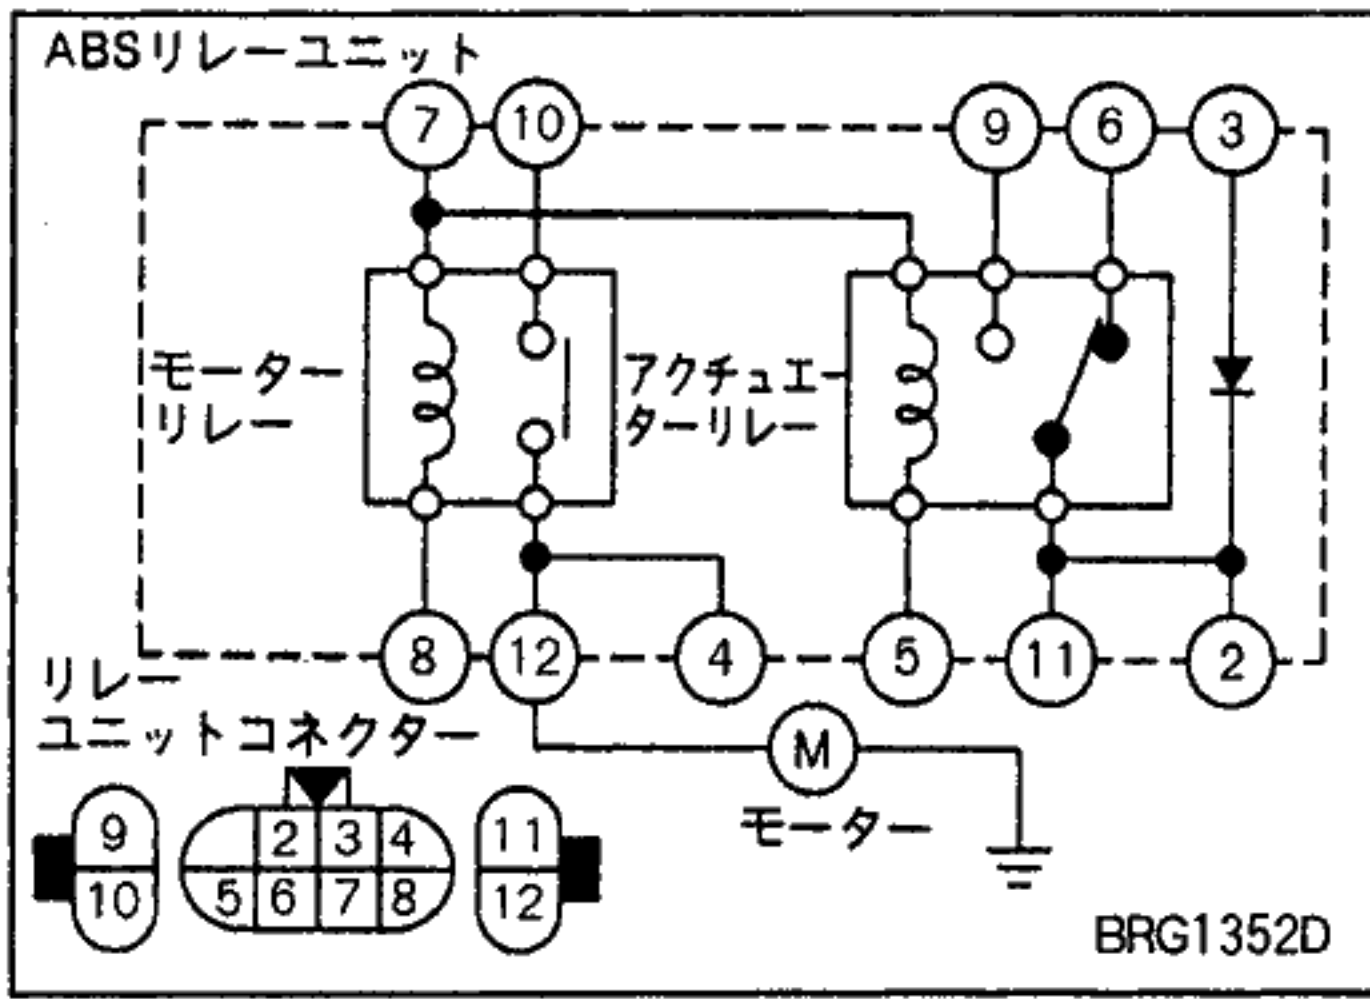 ABSリレーユニット
7 10 9 6 3
モーター
リレー
アクチュエー
ターリレー
8 12 4 5 11 2
リレー
ユニットコネクター
M
モーター
9 2 3 4 11
10 5 6 7 8 12
BRG1352D